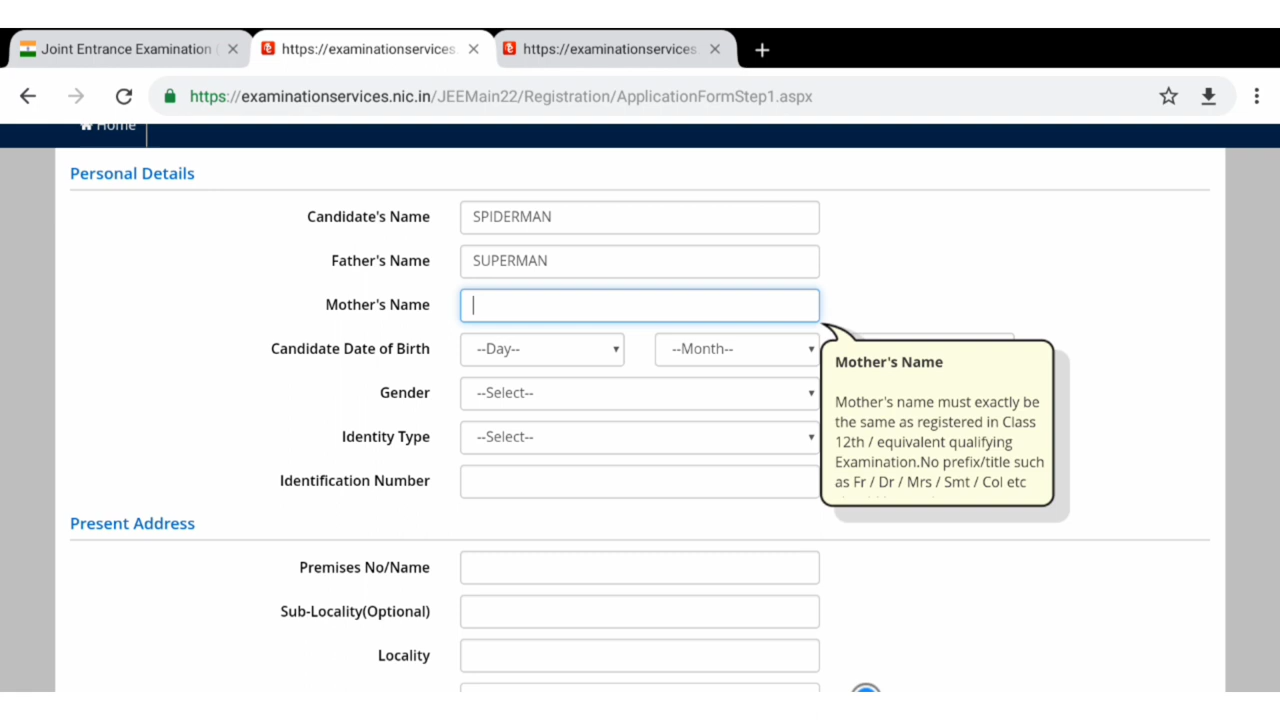 Joint Entrance Examination (
https://examinationservices.
https://examinationservices
https://examinationservices.nic.in/JEEMain22/Registration/ApplicationFormStep1.aspx
Home
Personal Details
Candidate's Name SPIDERMAN
Father's Name SUPERMAN
Mother's Name
Candidate Date of Birth --Day-- --Month--
Gender --Select--
Identity Type --Select--
Identification Number
Mother's Name
Mother's name must exactly be
the same as registered in Class
12th / equivalent qualifying
Examination.No prefix/title such
as Fr / Dr / Mrs / Smt / Col etc
Present Address
Premises No/Name
Sub-Locality(Optional)
Locality